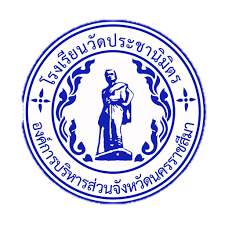 โรงเรียนวัดประชานิมิตร
องค์การบริหารส่วนจังหวัดนครราชสีมา